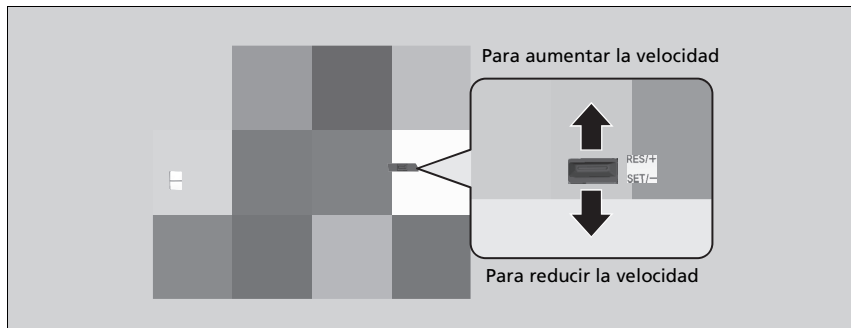 Para aumentar la velocidad
RES/+
SET/−
Para reducir la velocidad